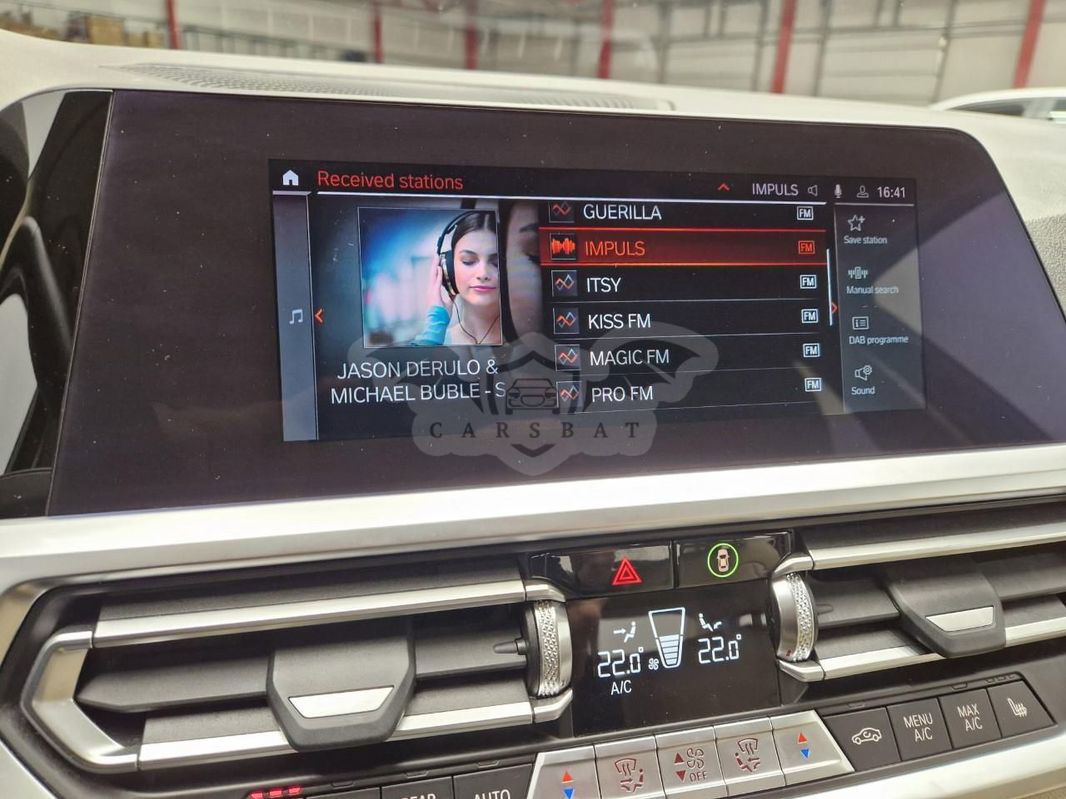 Received stations
IMPULS
16:41
GUERILLA
FM
IMPULS
FM
ITSY
FM
KISS FM
FM
MAGIC FM
FM
PRO FM
FM
JASON DERULO &
MICHAEL BUBLE - S
Save station
Manual search
DAB programme
Sound
CARSBAT
22.0°
22.0°
A/C
MENU
A/C
MAX
A/C
OFF
REAR
AUTO